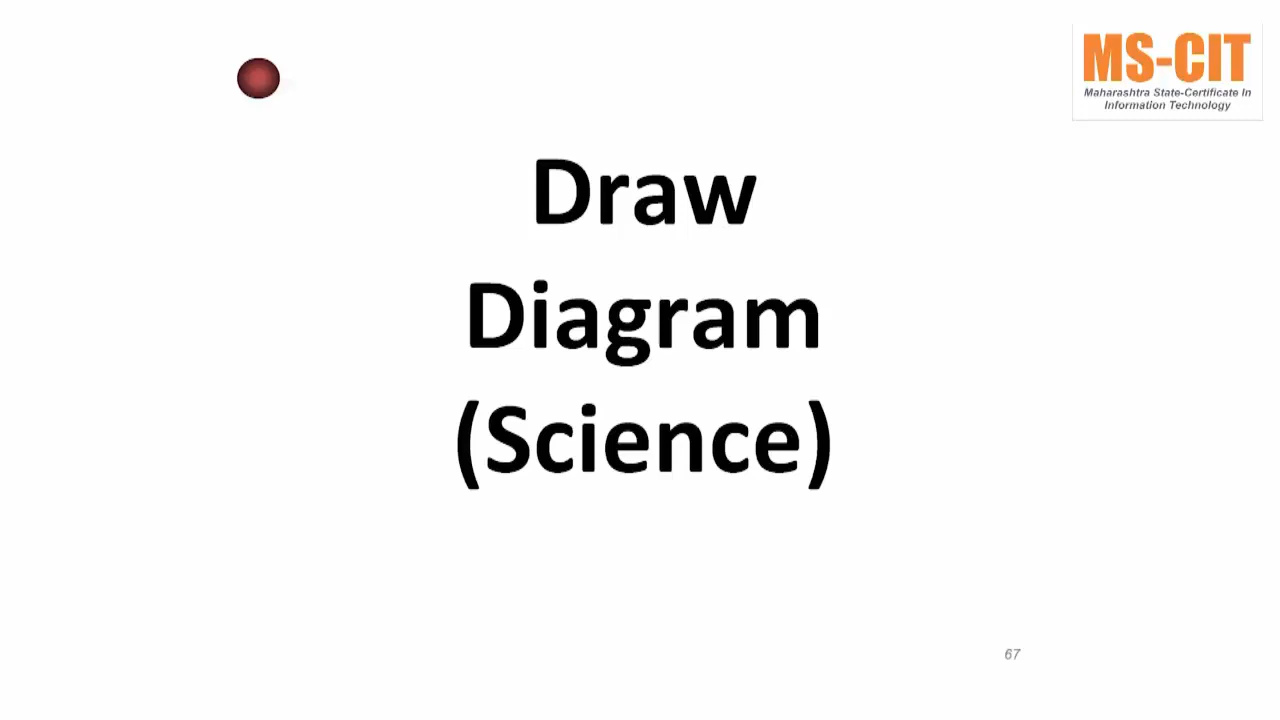 MS-CIT
Maharashtra State-Certificate In
Information Technology
Draw
Diagram
(Science)
67